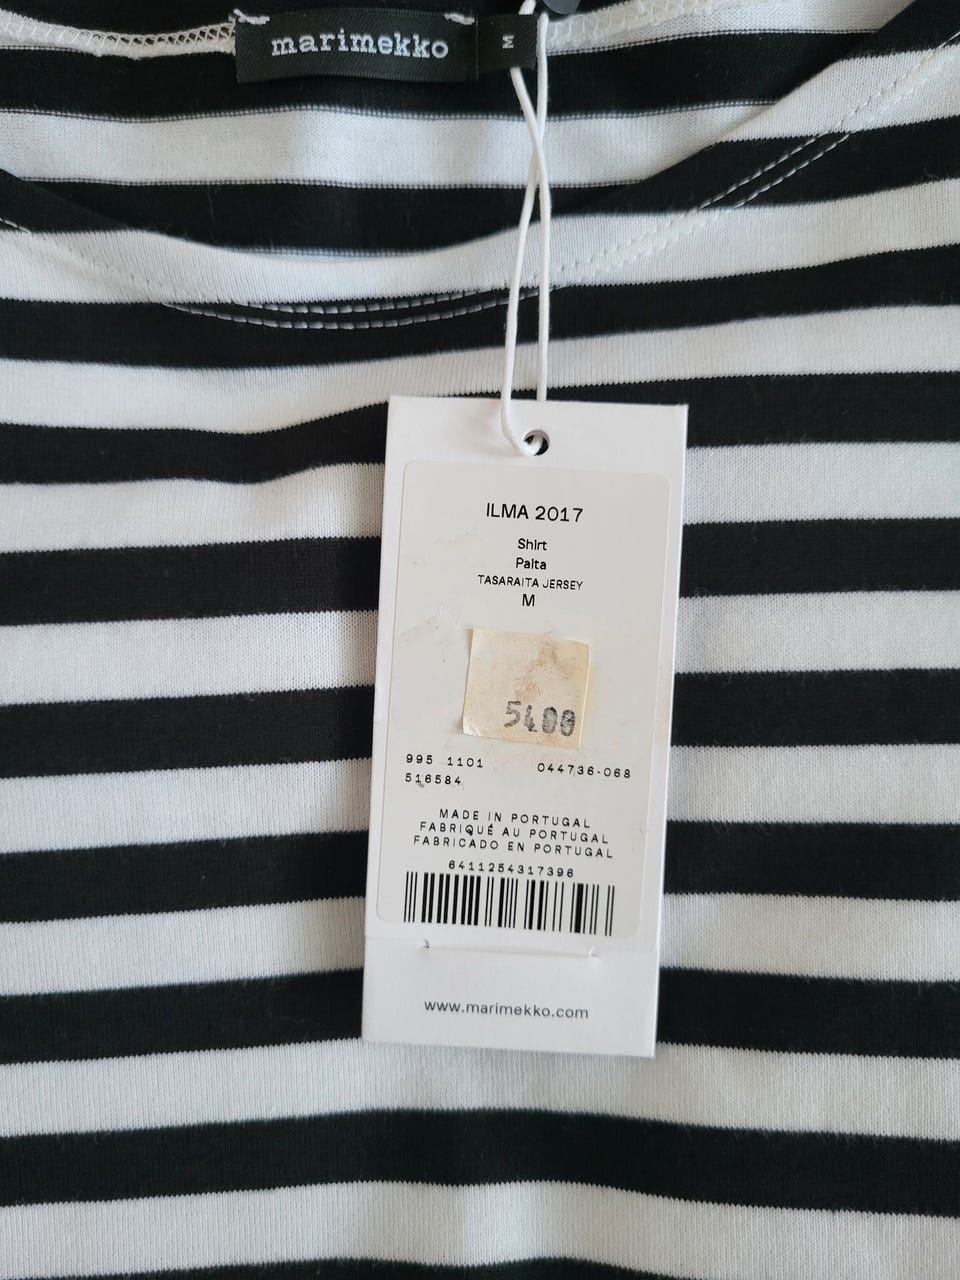 marimekko
M
ILMA 2017
Shirt
Paita
TASARAITA JERSEY
M
5400
995 1101 044736-068
516584
MADE IN PORTUGAL
FABRIQUÉ AU PORTUGAL
FABRICADO EN PORTUGAL
6411254317396
www.marimekko.com